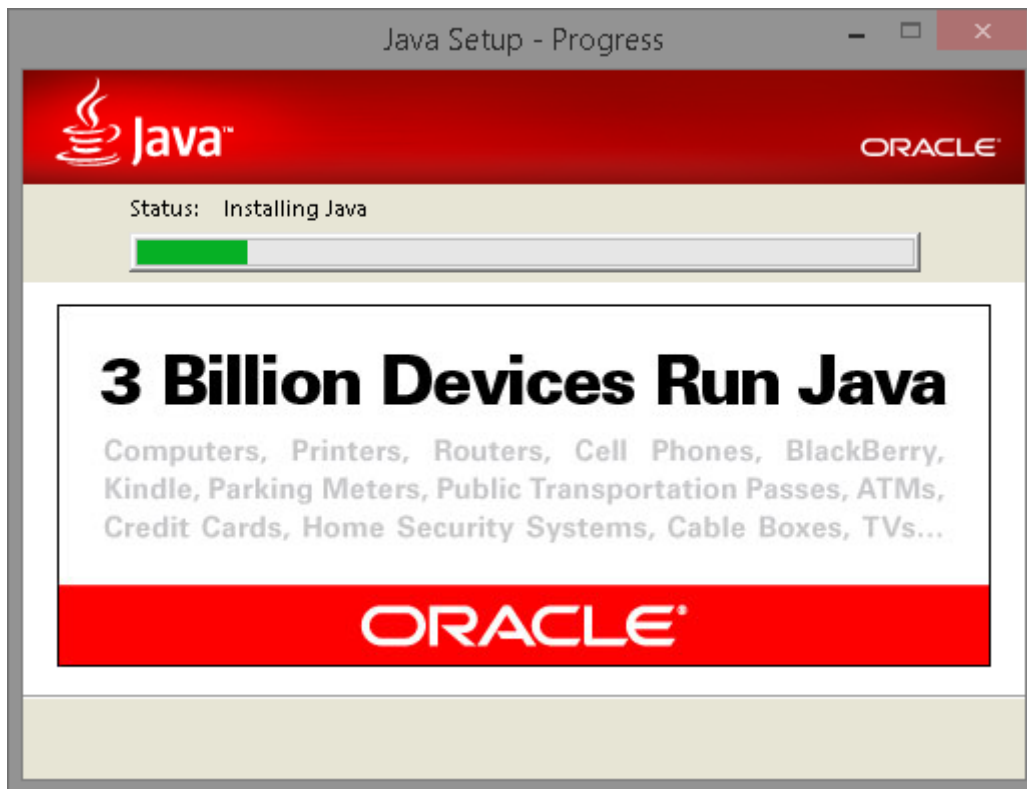 Java Setup - Progress
Java™
ORACLE®
Status: Installing Java
3 Billion Devices Run Java
Computers, Printers, Routers, Cell Phones, BlackBerry,
Kindle, Parking Meters, Public Transportation Passes, ATMs,
Credit Cards, Home Security Systems, Cable Boxes, TVs...
ORACLE®